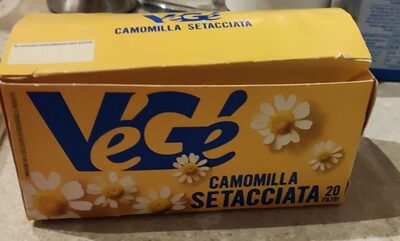 VéGé
CAMOMILLA SETACCIATA
VéGé
CAMOMILLA
SETACCIATA 20
FILTRI